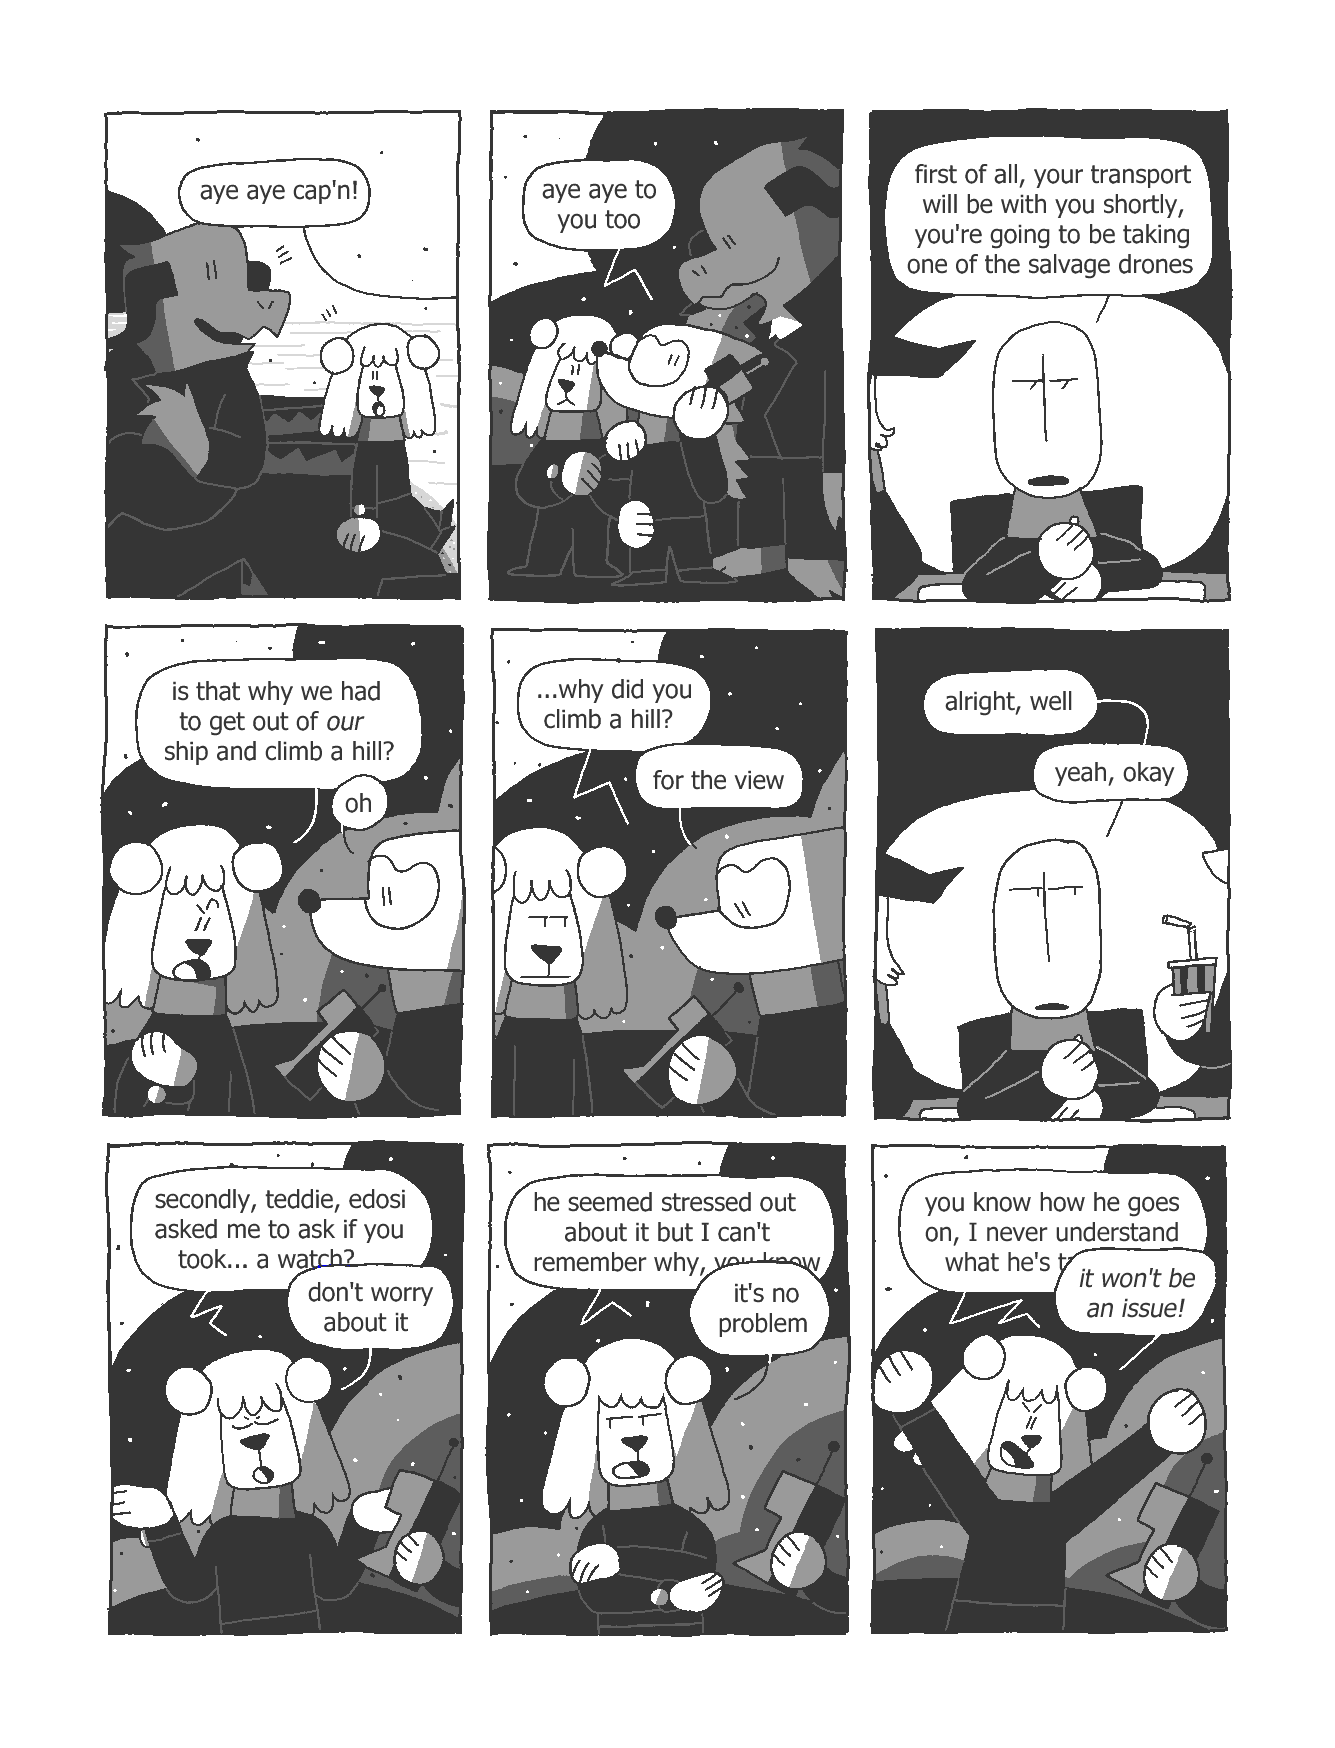 aye aye cap'n!
aye aye to
you too
first of all, your transport
will be with you shortly,
you're going to be taking
one of the salvage drones
is that why we had
to get out of our
ship and climb a hill?
oh
...why did you
climb a hill?
for the view
alright, well
yeah, okay
secondly, teddie, edosi
asked me to ask if you
took... a watch?
don't worry
about it
he seemed stressed out
about it but I can't
remember why, you know
it's no
problem
you know how he goes
on, I never understand
what he's
it won't be
an issue!